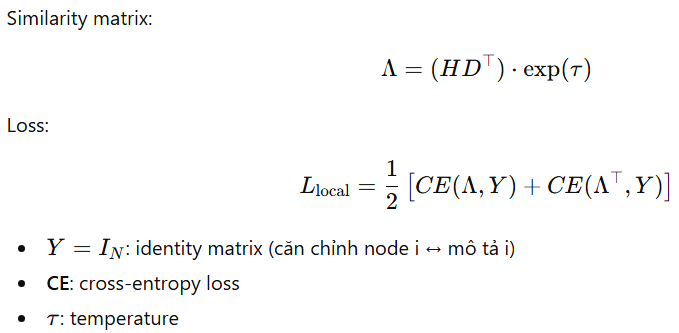 Similarity matrix:
Λ = (HD⊤) · exp(τ)
Loss:
L_local = 1/2 [CE(Λ, Y) + CE(Λ⊤, Y)]
• Y = I_N: identity matrix (căn chỉnh node i ↔ mô tả i)
• CE: cross-entropy loss
• τ: temperature